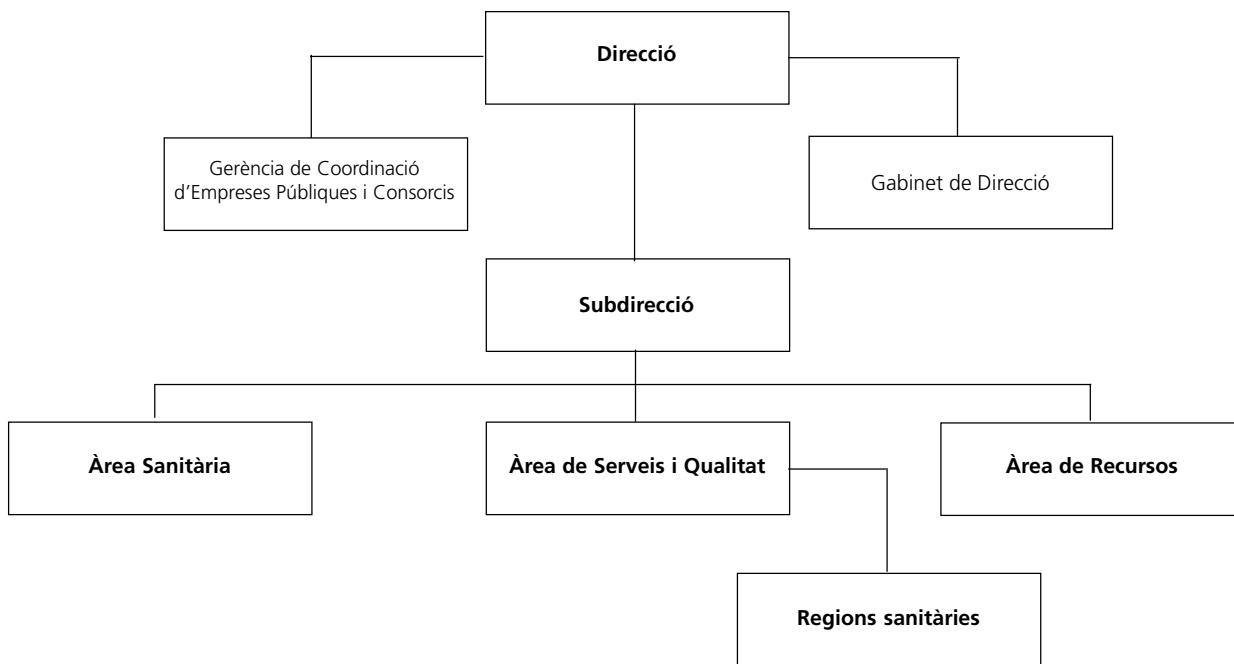 Direcció
Gerència de Coordinació
d’Empreses Públiques i Consorcis
Gabinet de Direcció
Subdirecció
Àrea Sanitària
Àrea de Serveis i Qualitat
Àrea de Recursos
Regions sanitàries